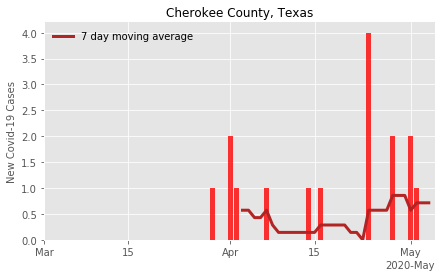 Cherokee County, Texas
7 day moving average
New Covid-19 Cases
4.0
3.5
3.0
2.5
2.0
1.5
1.0
0.5
0.0
Mar 15 Apr 15 May
2020-May